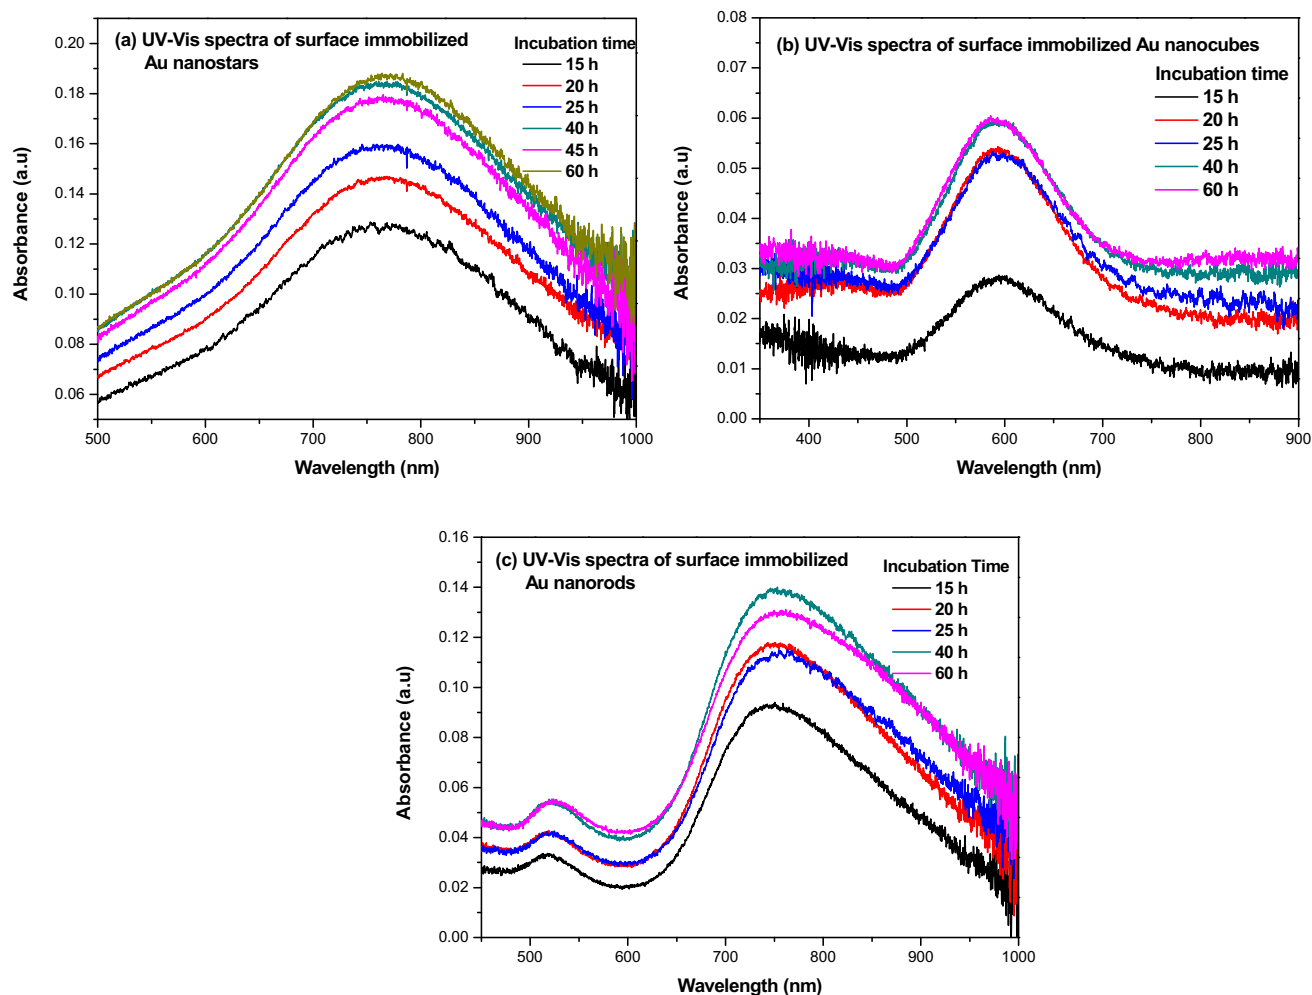 (a) UV-Vis spectra of surface immobilized
Au nanostars
Incubation time
15 h
20 h
25 h
40 h
45 h
60 h
0.20
0.18
0.16
0.14
0.12
0.10
0.08
0.06
Absorbance (a.u)
500
600
700
800
900
1000
Wavelength (nm)
(b) UV-Vis spectra of surface immobilized Au nanocubes
Incubation time
15 h
20 h
25 h
40 h
60 h
0.08
0.07
0.06
0.05
0.04
0.03
0.02
0.01
0.00
Absorbance (a.u)
400
500
600
700
800
900
Wavelength (nm)
(c) UV-Vis spectra of surface immobilized
Au nanorods
Incubation Time
15 h
20 h
25 h
40 h
60 h
0.16
0.14
0.12
0.10
0.08
0.06
0.04
0.02
0.00
Absorbance (a.u)
500
600
700
800
900
1000
Wavelength (nm)